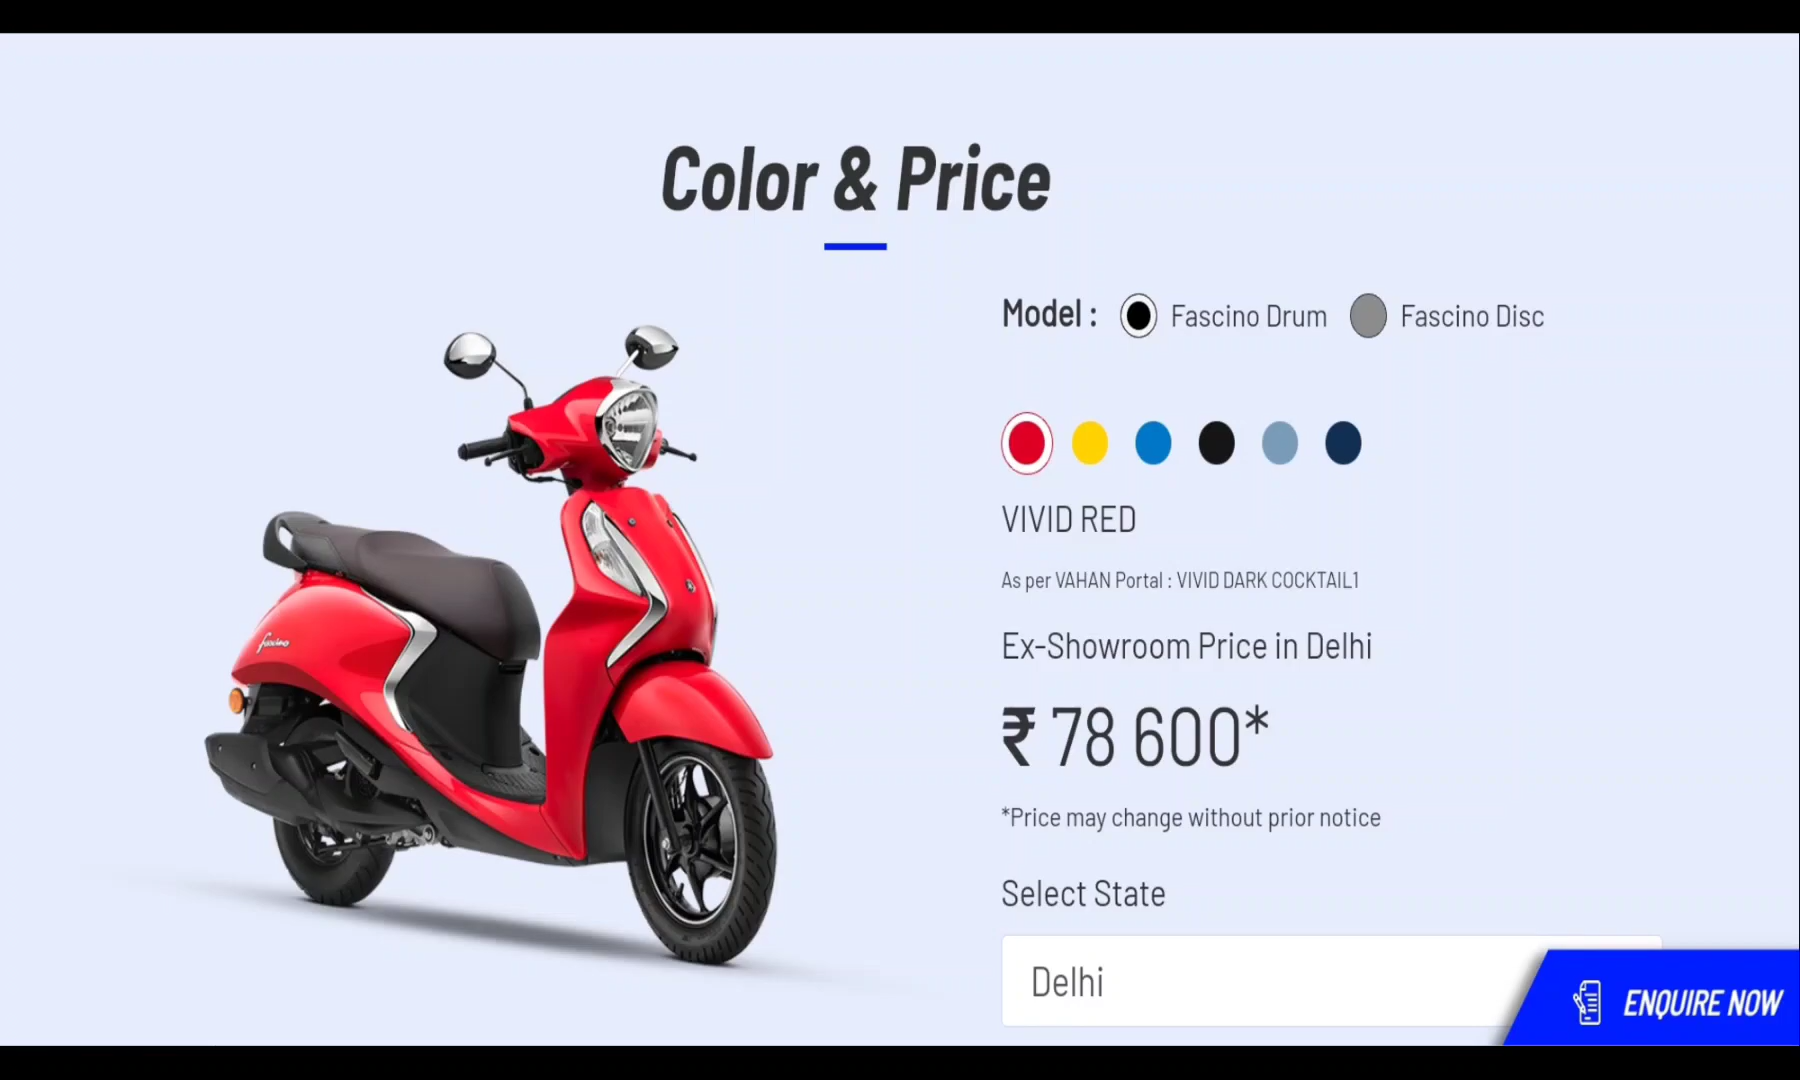 Color & Price
Model : Fascino Drum Fascino Disc
VIVID RED
As per VAHAN Portal : VIVID DARK COCKTAIL1
Ex-Showroom Price in Delhi
₹ 78 600*
*Price may change without prior notice
Select State
Delhi
ENQUIRE NOW
Fascino